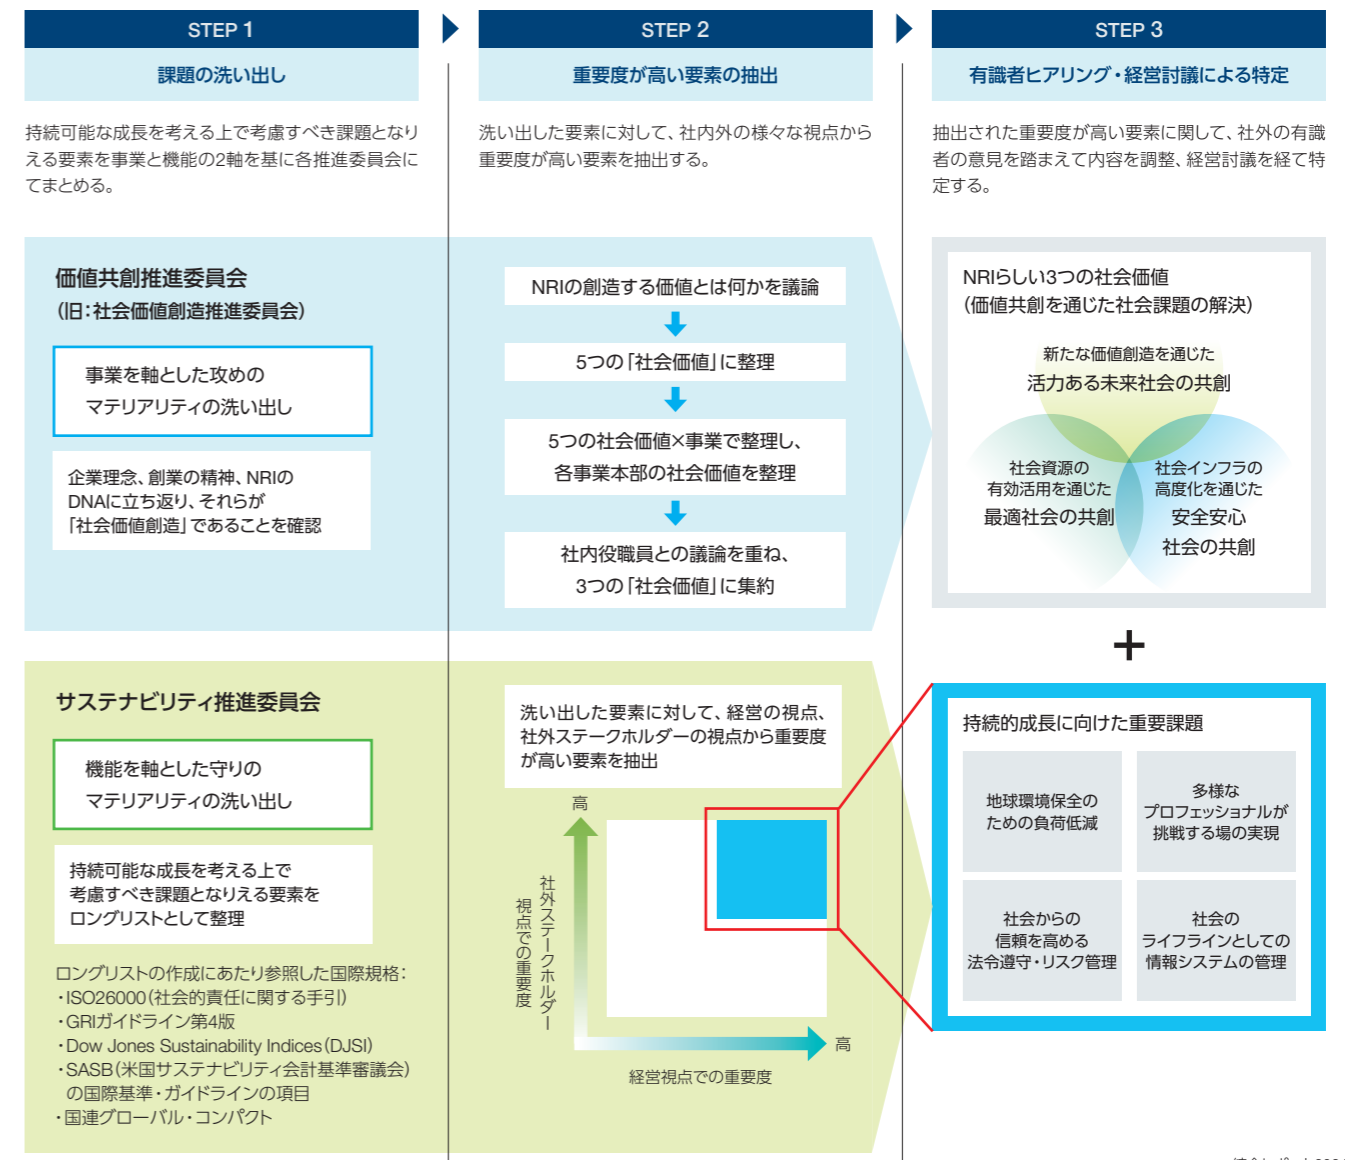 STEP 1
課題の洗い出し
持続可能な成長を考える上で考慮すべき課題となり
える要素を事業と機能の2軸を基に各推進委員会に
てまとめる。
STEP 2
重要度が高い要素の抽出
洗い出した要素に対して、社内外の様々な視点から
重要度が高い要素を抽出する。
STEP 3
有識者ヒアリング・経営討議による特定
抽出された重要度が高い要素に関して、社外の有識
者の意見を踏まえて内容を調整、経営討議を経て特
定する。
価値共創推進委員会
（旧：社会価値創造推進委員会）
事業を軸とした攻めの
マテリアリティの洗い出し
企業理念、創業の精神、NRIの
DNAに立ち返り、それらが
「社会価値創造」であることを確認
NRIの創造する価値とは何かを議論
5つの「社会価値」に整理
5つの社会価値×事業で整理し、
各事業本部の社会価値を整理
社内役職員との議論を重ね、
3つの「社会価値」に集約
NRIらしい3つの社会価値
（価値共創を通じた社会課題の解決）
新たな価値創造を通じた
活力ある未来社会の共創
社会資源の
有効活用を通じた
最適社会の共創
社会インフラの
高度化を通じた
安全安心
社会の共創
+
サステナビリティ推進委員会
機能を軸とした守りの
マテリアリティの洗い出し
持続可能な成長を考える上で
考慮すべき課題となりえる要素を
ロングリストとして整理
ロングリストの作成にあたり参照した国際規格：
・ISO26000（社会的責任に関する手引）
・GRIガイドライン第4版
・Dow Jones Sustainability Indices（DJSI）
・SASB（米国サステナビリティ会計基準審議会）
の国際基準・ガイドラインの項目
・国連グローバル・コンパクト
洗い出した要素に対して、経営の視点、
社外ステークホルダーの視点から重要度
が高い要素を抽出
高
社外ステークホルダー
視点での重要度
高
経営視点での重要度
持続的成長に向けた重要課題
地球環境保全の
ための負荷低減
多様な
プロフェッショナルが
挑戦する場の実現
社会からの
信頼を高める
法令遵守・リスク管理
社会の
ライフラインとしての
情報システムの管理